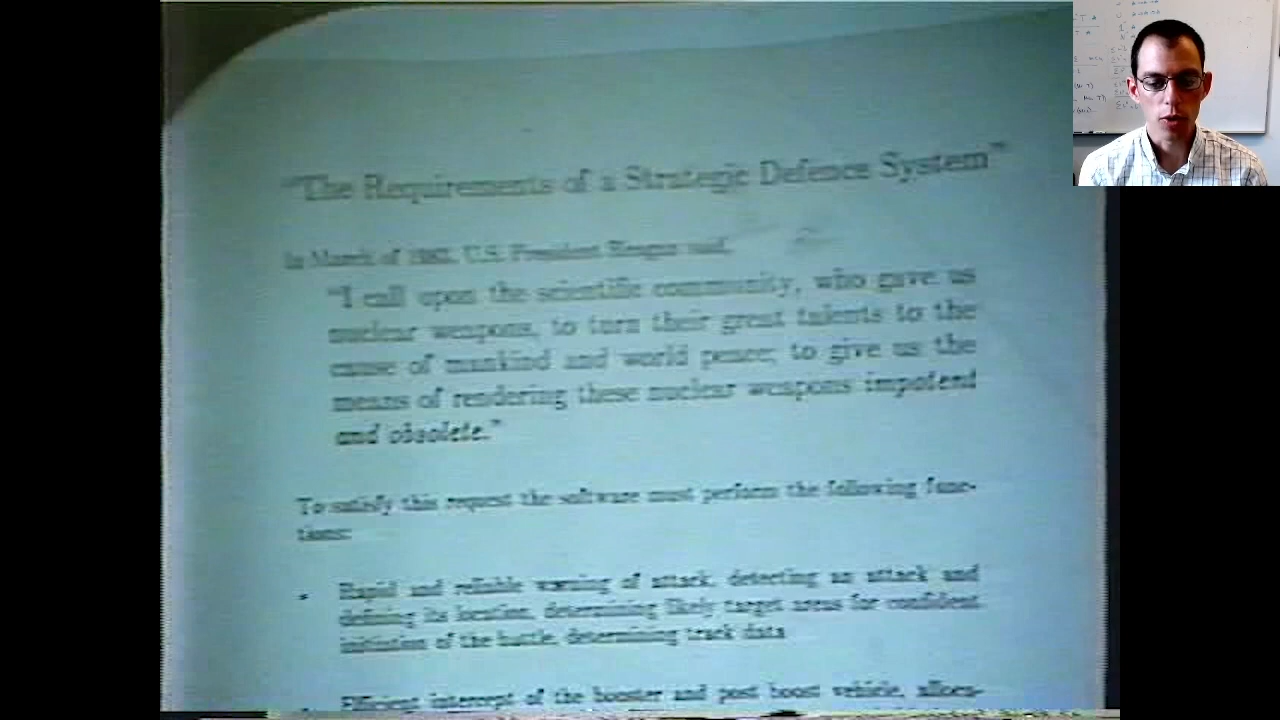 "The Requirements of a Strategic Defence System"
In March of 1983, U.S. President Reagan said,
"I call upon the scientific community, who gave us
nuclear weapons, to turn their great talents to the
cause of mankind and world peace; to give us the
means of rendering these nuclear weapons impotent
and obsolete."
To satisfy this request the software must perform the following func-
tions:
Rapid and reliable warning of attack, detecting an attack and
defining its location, determining likely target areas for confident
initiation of the battle, determining track data
Efficient intercept of the booster and post boost vehicle,